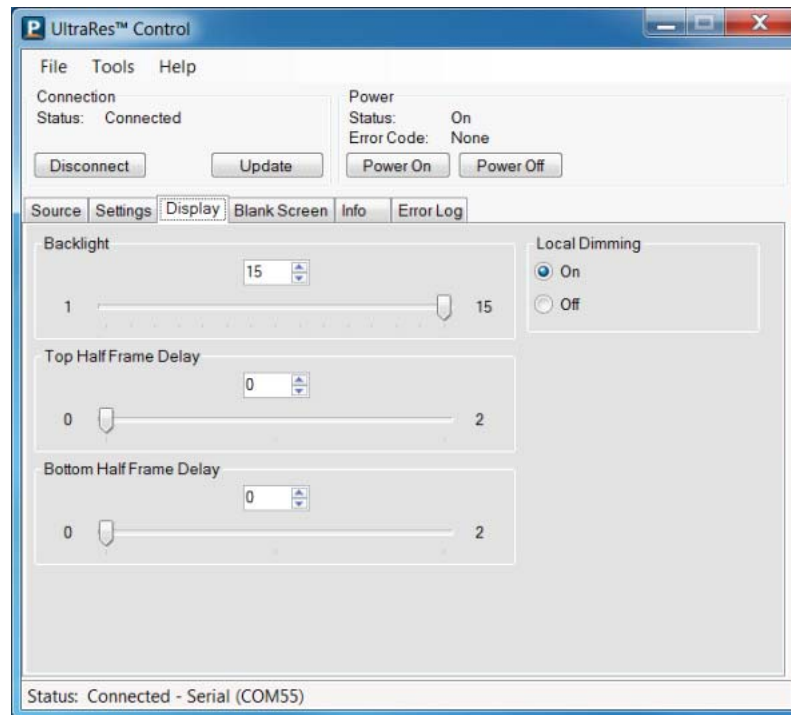 P UltraRes™ Control
File Tools Help
Connection
Status: Connected
Disconnect Update
Power
Status: On
Error Code: None
Power On Power Off
Source Settings Display Blank Screen Info Error Log
Backlight
15
1 15
Top Half Frame Delay
0
0 2
Bottom Half Frame Delay
0
0 2
Local Dimming
On
Off
Status: Connected - Serial (COM55)